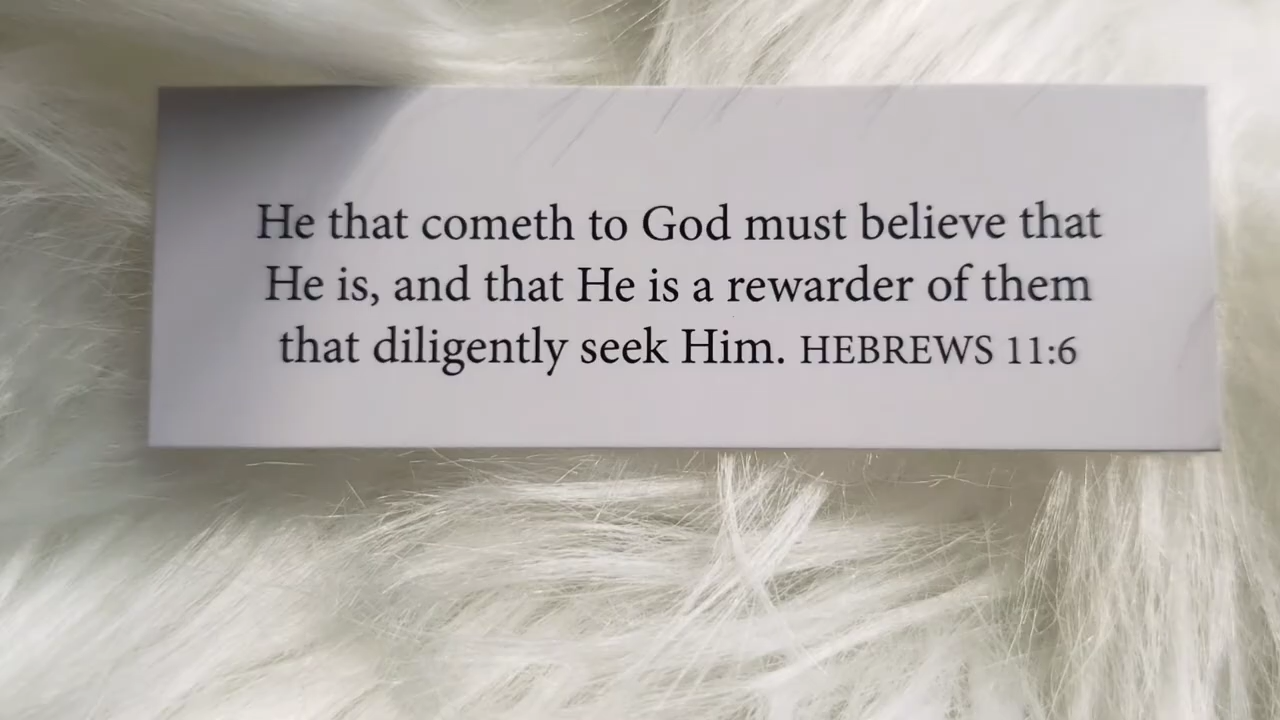 He that cometh to God must believe that
He is, and that He is a rewarder of them
that diligently seek Him. HEBREWS 11:6